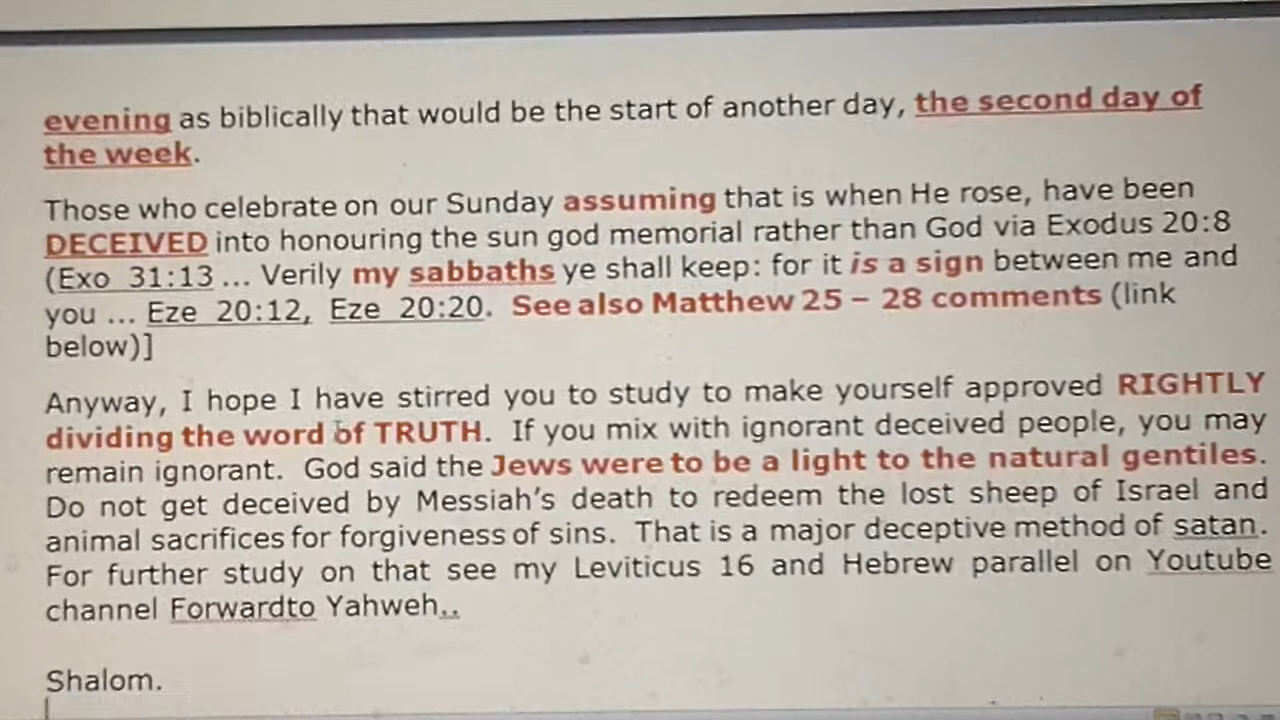 evening as biblically that would be the start of another day, the second day of
the week.
Those who celebrate on our Sunday assuming that is when He rose, have been
DECEIVED into honouring the sun god memorial rather than God via Exodus 20:8
(Exo 31:13 ... Verily my sabbaths ye shall keep: for it is a sign between me and
you ... Eze 20:12, Eze 20:20. See also Matthew 25 – 28 comments (link
below)]
Anyway, I hope I have stirred you to study to make yourself approved RIGHTLY
dividing the word of TRUTH. If you mix with ignorant deceived people, you may
remain ignorant. God said the Jews were to be a light to the natural gentiles.
Do not get deceived by Messiah’s death to redeem the lost sheep of Israel and
animal sacrifices for forgiveness of sins. That is a major deceptive method of satan.
For further study on that see my Leviticus 16 and Hebrew parallel on Youtube
channel Forwardto Yahweh..
Shalom.